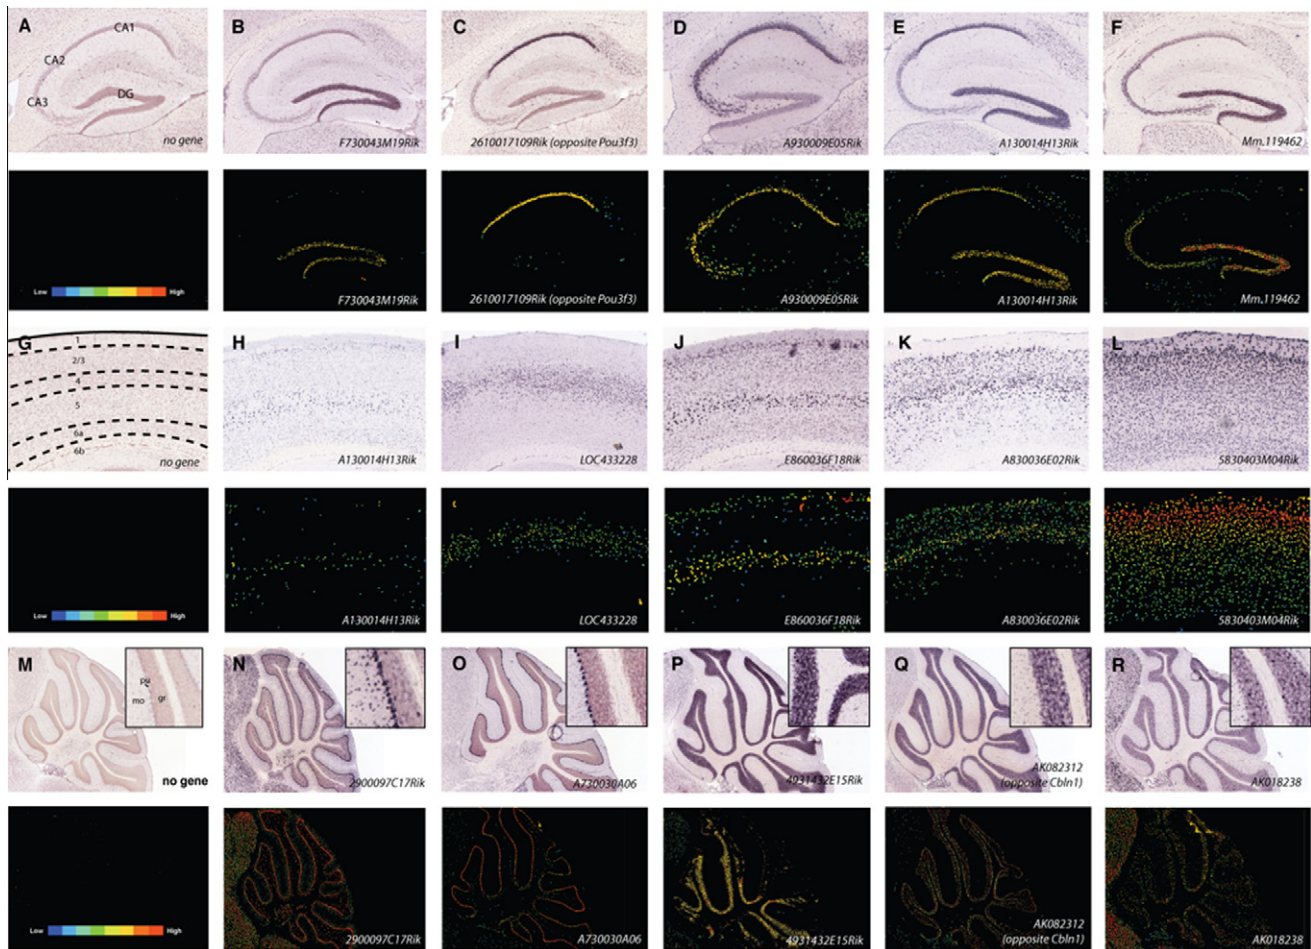 A
CA1
CA2
CA3
DG
no gene
B
F730043M19Rik
C
2610017109Rik (opposite Pou3f3)
D
A930009E05Rik
E
A130014H13Rik
F
Mm.119462
Low
High
F730043M19Rik
2610017109Rik (opposite Pou3f3)
A930009E05Rik
A130014H13Rik
Mm.119462
G
1
2/3
4
5
6a
6b
no gene
H
A130014H13Rik
I
LOC433228
J
E860036F18Rik
K
A830036E02Rik
L
5830403M04Rik
Low
High
A130014H13Rik
LOC433228
E860036F18Rik
A830036E02Rik
5830403M04Rik
M
mo
gr
no gene
N
2900097C17Rik
O
A730030A06
P
4931432E15Rik
Q
AK082312
(opposite Cbln1)
R
AK018238
Low
High
2900097C17Rik
A730030A06
4931432E15Rik
AK082312
(opposite Cbln1)
AK018238